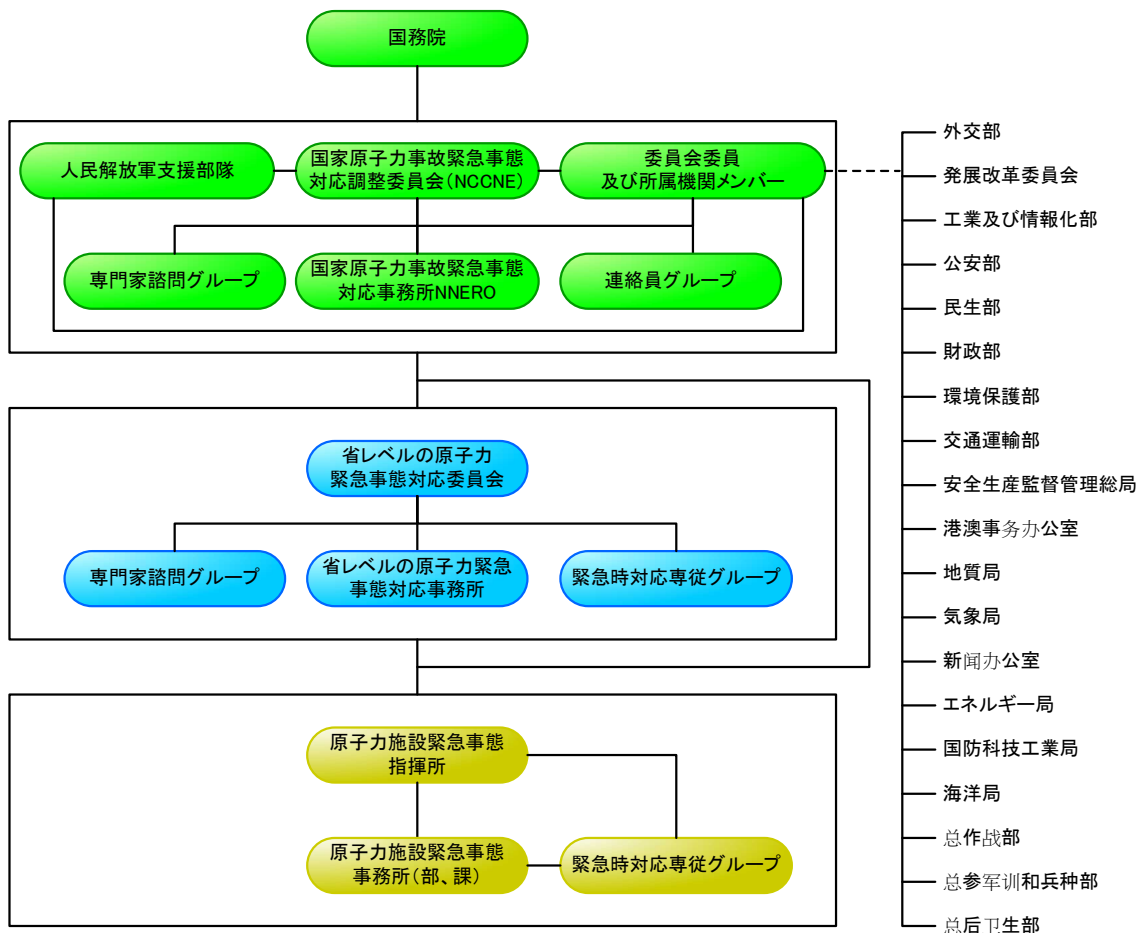 国務院
人民解放軍支援部隊
国家原子力事故緊急事態
対応調整委員会(NCCNE)
委員会委員
及び所属機関メンバー
専門家諮問グループ
国家原子力事故緊急事態
対応事務所NNERO
連絡員グループ
省レベルの原子力
緊急事態対応委員会
専門家諮問グループ
省レベルの原子力緊急
事態対応事務所
緊急時対応専従グループ
原子力施設緊急事態
指揮所
原子力施設緊急事態
事務所(部、課)
緊急時対応専従グループ
外交部
発展改革委員会
工業及び情報化部
公安部
民生部
財政部
環境保護部
交通運輸部
安全生産監督管理総局
港澳事务办公室
地質局
気象局
新闻办公室
エネルギー局
国防科技工業局
海洋局
总作战部
总参军训和兵种部
总后卫生部